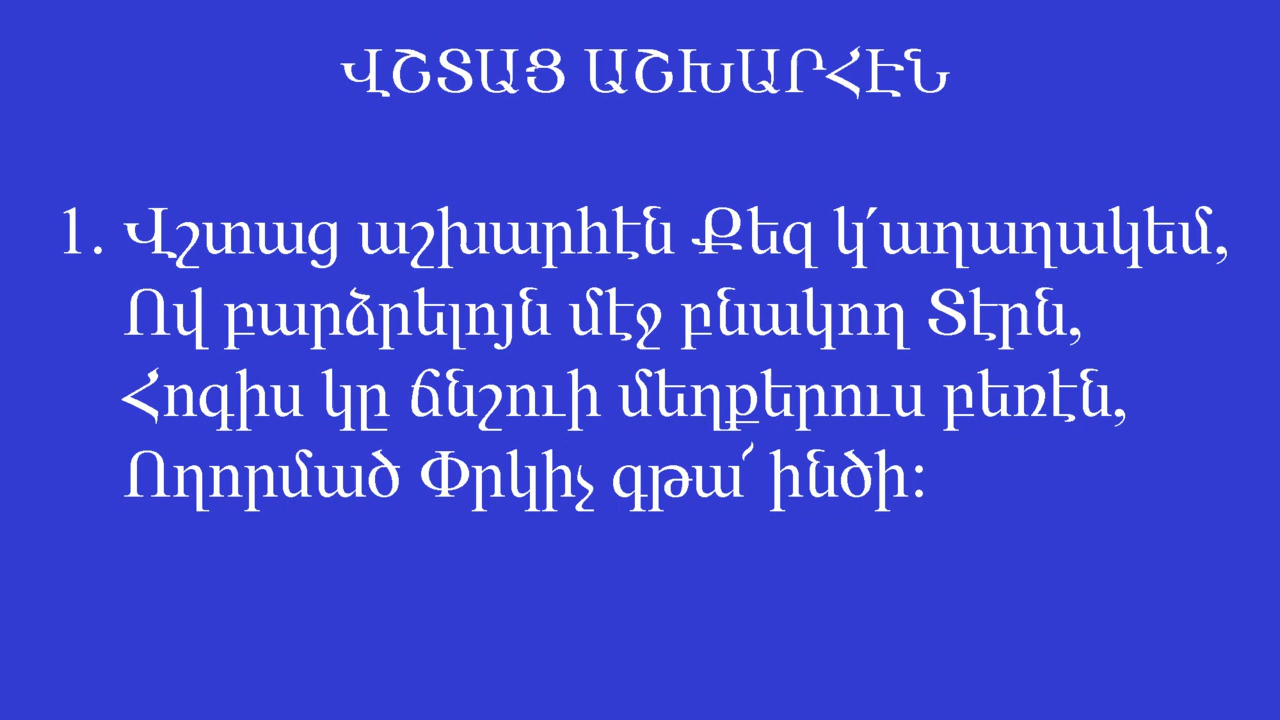 ՎՇՏԱՑ ԱՇԽԱՐՀԷՆ
1. Վշտաց աշխարհէն Քեզ կ՛աղաղակեմ,
Ով բարձրելոյն մէջ բնակող Տէրն,
Հոգիս կը ճնշուի մեղքերուս բեռէն,
Ողորմած Փրկիչ գթա՛ ինծի: